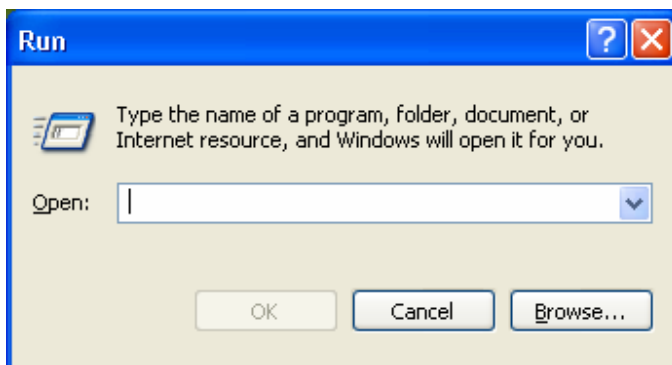 Run
Type the name of a program, folder, document, or
Internet resource, and Windows will open it for you.
Open:
OK Cancel Browse...